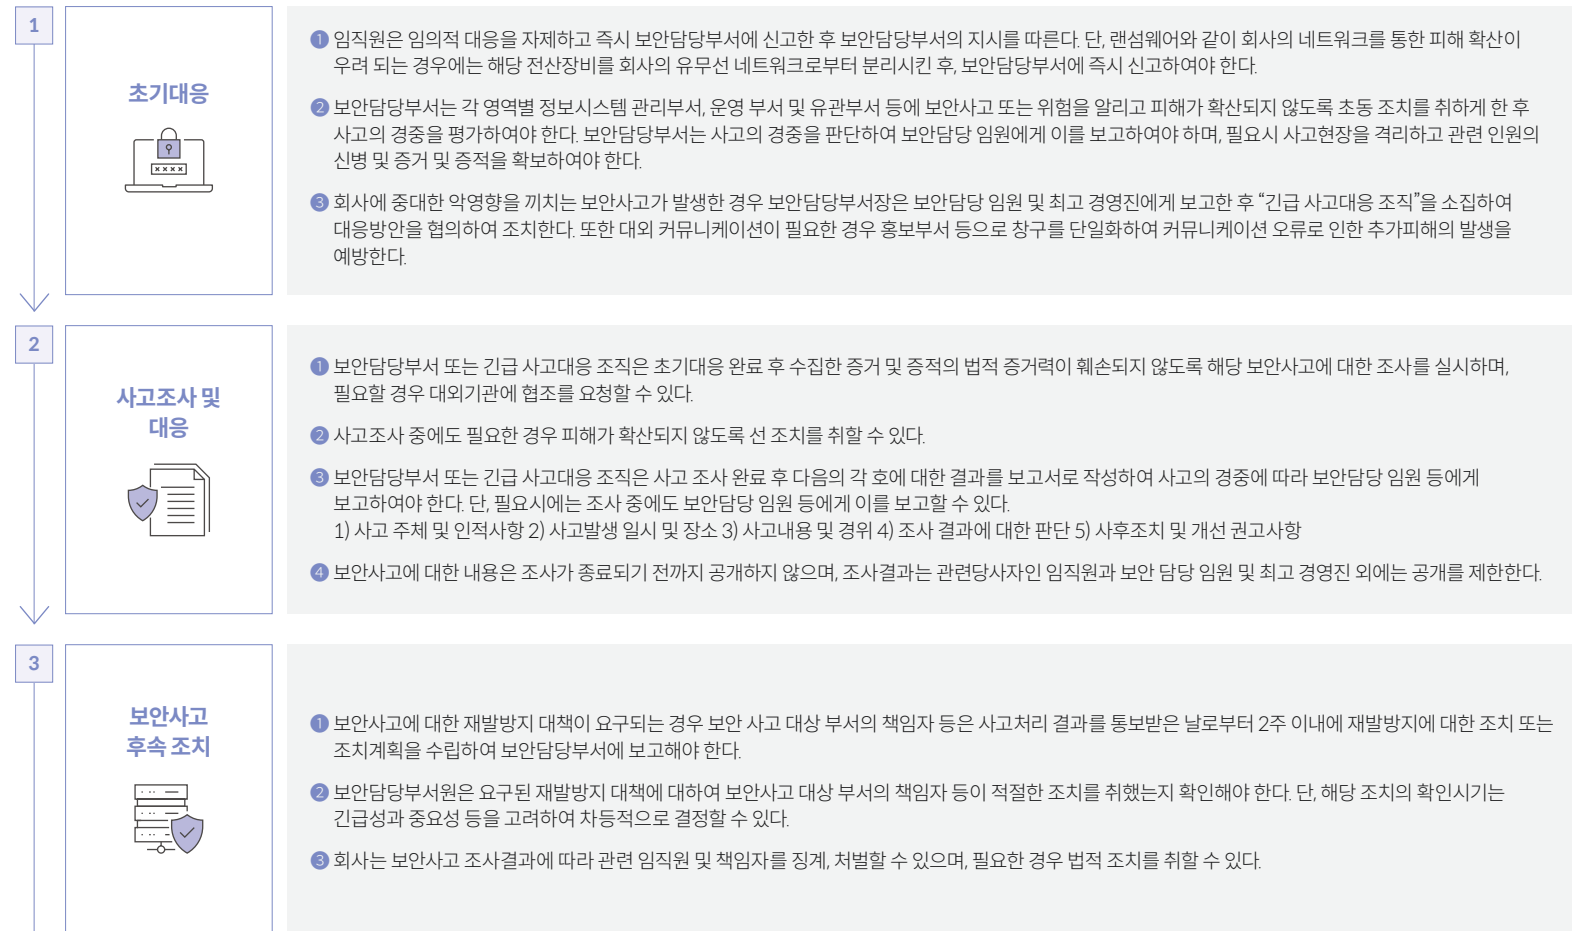 1
초기대응
❶ 임직원은 임의적 대응을 자제하고 즉시 보안담당부서에 신고한 후 보안담당부서의 지시를 따른다. 단, 랜섬웨어와 같이 회사의 네트워크를 통한 피해 확산이
우려 되는 경우에는 해당 전산장비를 회사의 유무선 네트워크로부터 분리시킨 후, 보안담당부서에 즉시 신고하여야 한다.
❷ 보안담당부서는 각 영역별 정보시스템 관리부서, 운영 부서 및 유관부서 등에 보안사고 또는 위험을 알리고 피해가 확산되지 않도록 초동 조치를 취하게 한 후
사고의 경중을 평가하여야 한다. 보안담당부서는 사고의 경중을 판단하여 보안담당 임원에게 이를 보고하여야 하며, 필요시 사고현장을 격리하고 관련 인원의
신병 및 증거 및 증적을 확보하여야 한다.
❸ 회사에 중대한 악영향을 끼치는 보안사고가 발생한 경우 보안담당부서장은 보안담당 임원 및 최고 경영진에게 보고한 후 “긴급 사고대응 조직”을 소집하여
대응방안을 협의하여 조치한다. 또한 대외 커뮤니케이션이 필요한 경우 홍보부서 등으로 창구를 단일화하여 커뮤니케이션 오류로 인한 추가피해의 발생을
예방한다.
2
사고조사 및
대응
❶ 보안담당부서 또는 긴급 사고대응 조직은 초기대응 완료 후 수집한 증거 및 증적의 법적 증거력이 훼손되지 않도록 해당 보안사고에 대한 조사를 실시하며,
필요할 경우 대외기관에 협조를 요청할 수 있다.
❷ 사고조사 중에도 필요한 경우 피해가 확산되지 않도록 선 조치를 취할 수 있다.
❸ 보안담당부서 또는 긴급 사고대응 조직은 사고 조사 완료 후 다음의 각 호에 대한 결과를 보고서로 작성하여 사고의 경중에 따라 보안담당 임원 등에게
보고하여야 한다. 단, 필요시에는 조사 중에도 보안담당 임원 등에게 이를 보고할 수 있다.
1) 사고 주체 및 인적사항 2) 사고발생 일시 및 장소 3) 사고내용 및 경위 4) 조사 결과에 대한 판단 5) 사후조치 및 개선 권고사항
❹ 보안사고에 대한 내용은 조사가 종료되기 전까지 공개하지 않으며, 조사결과는 관련당사자인 임직원과 보안 담당 임원 및 최고 경영진 외에는 공개를 제한한다.
3
보안사고
후속 조치
❶ 보안사고에 대한 재발방지 대책이 요구되는 경우 보안 사고 대상 부서의 책임자 등은 사고처리 결과를 통보받은 날로부터 2주 이내에 재발방지에 대한 조치 또는
조치계획을 수립하여 보안담당부서에 보고해야 한다.
❷ 보안담당부서원은 요구된 재발방지 대책에 대하여 보안사고 대상 부서의 책임자 등이 적절한 조치를 취했는지 확인해야 한다. 단, 해당 조치의 확인시기는
긴급성과 중요성 등을 고려하여 차등적으로 결정할 수 있다.
❸ 회사는 보안사고 조사결과에 따라 관련 임직원 및 책임자를 징계, 처벌할 수 있으며, 필요한 경우 법적 조치를 취할 수 있다.